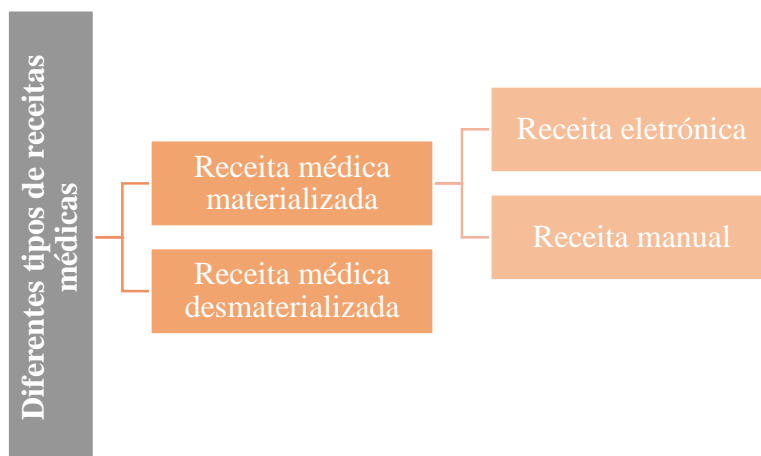 Diferentes tipos de receitas
médicas
Receita médica
materializada
Receita médica
desmaterializada
Receita eletrónica
Receita manual